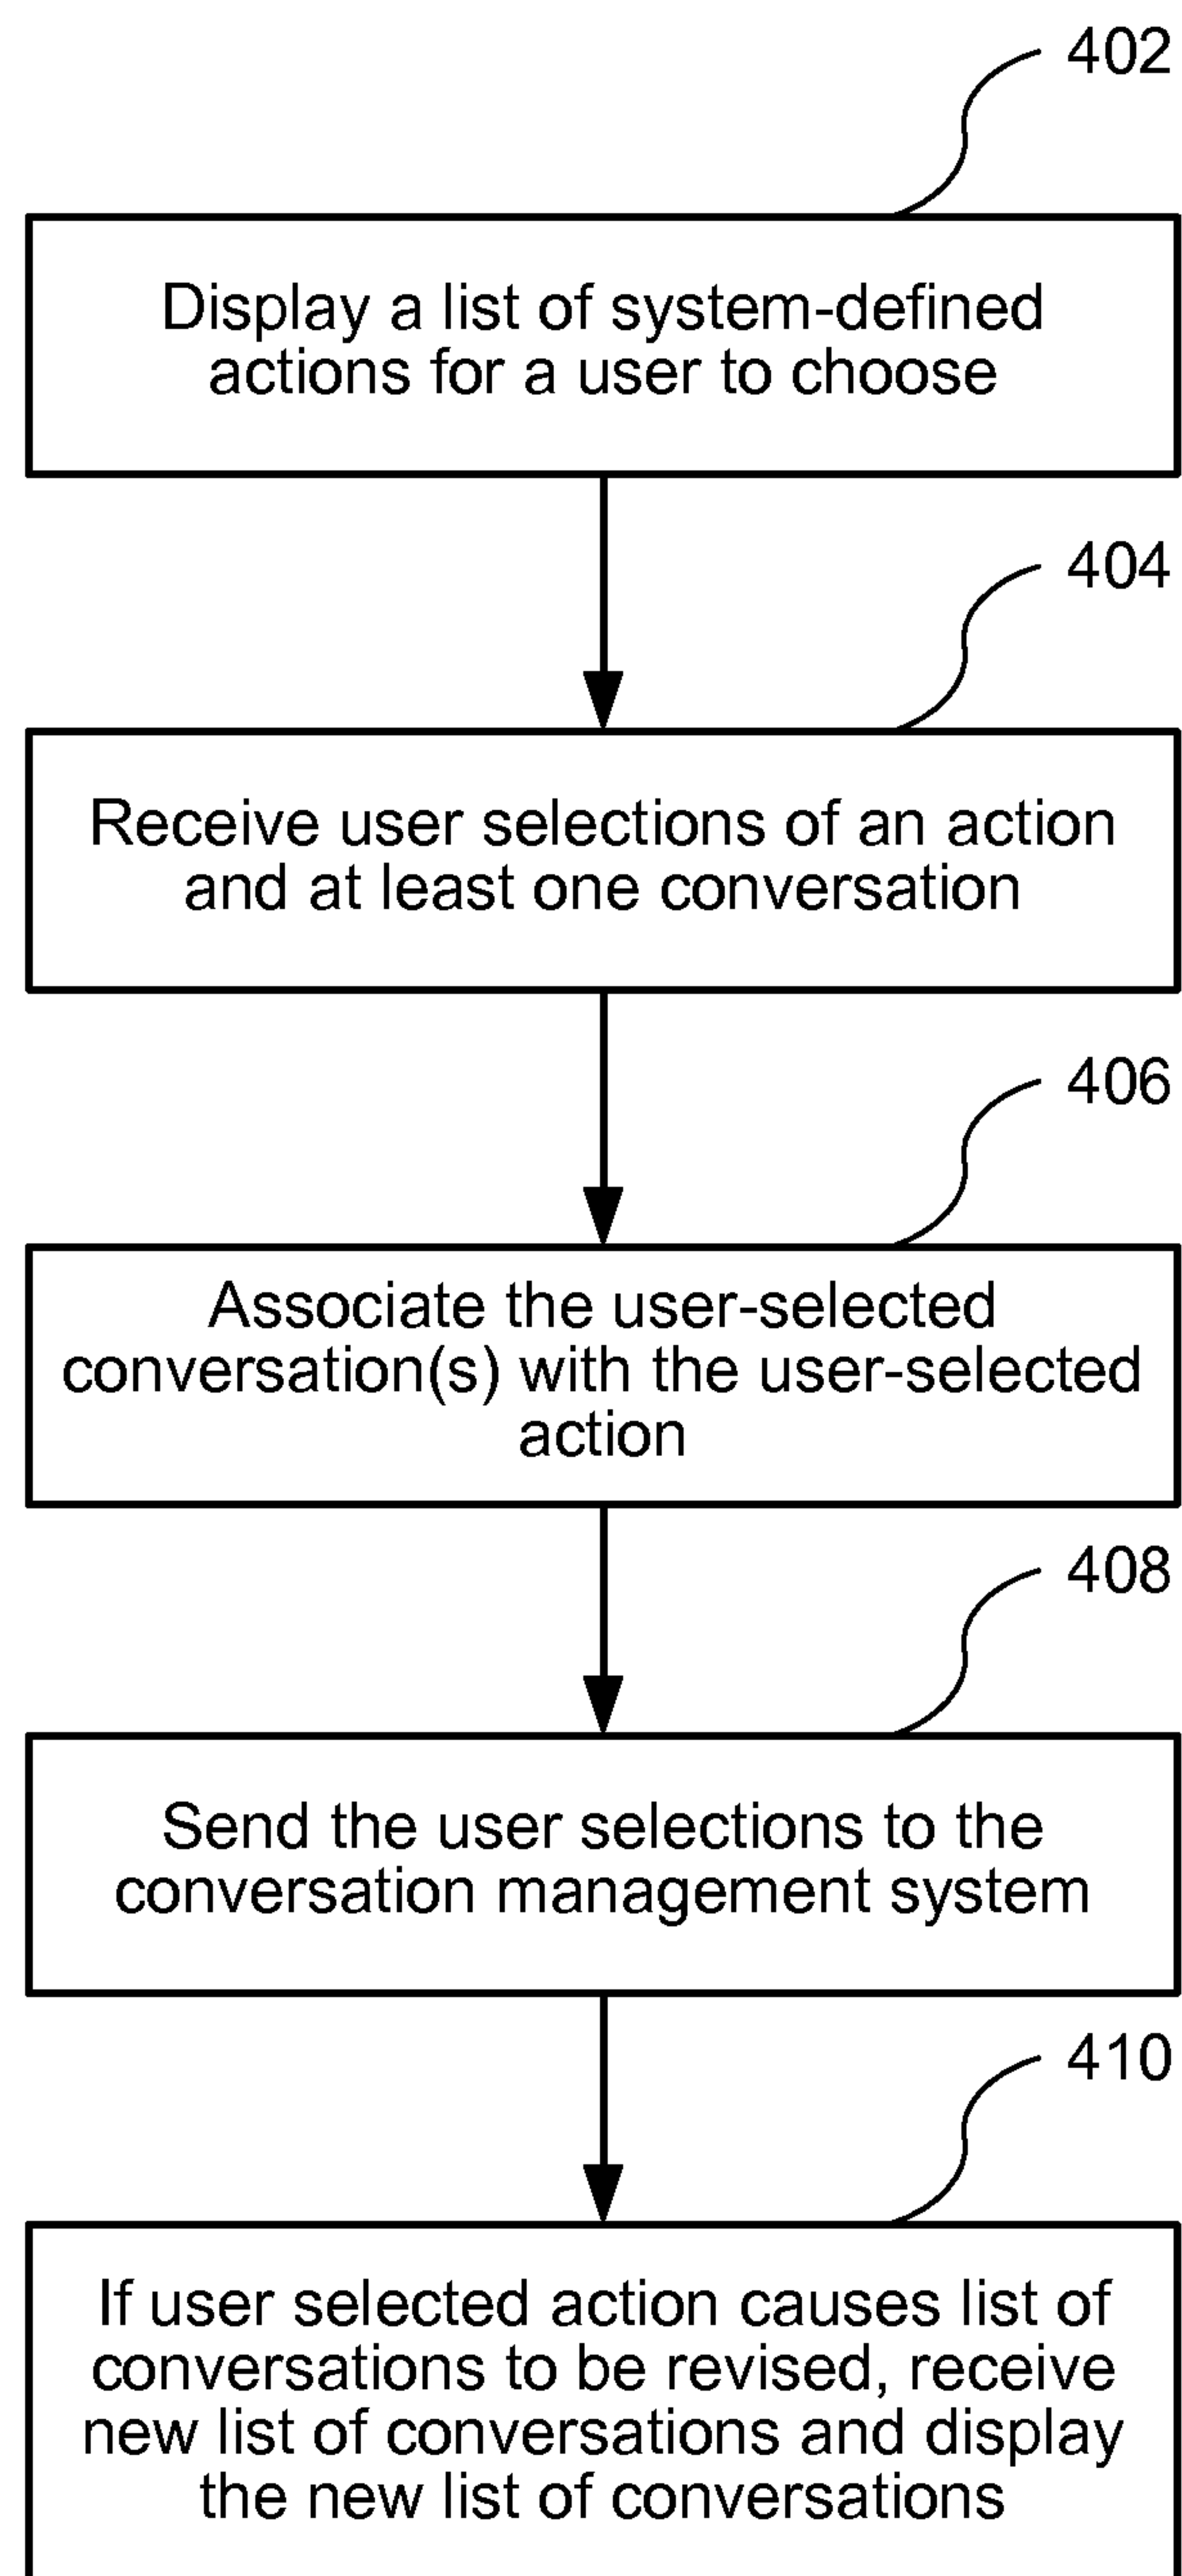 402
Display a list of system-defined
actions for a user to choose
404
Receive user selections of an action
and at least one conversation
406
Associate the user-selected
conversation(s) with the user-selected
action
408
Send the user selections to the
conversation management system
410
If user selected action causes list of
conversations to be revised, receive
new list of conversations and display
the new list of conversations